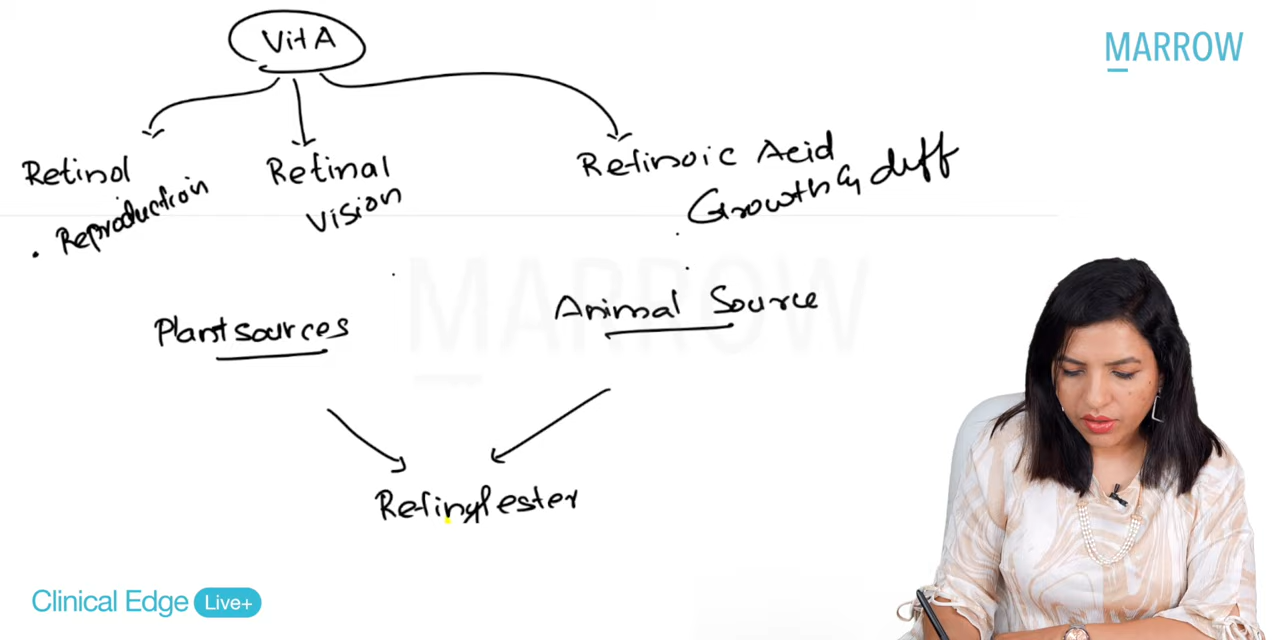 Vit A
MARROW
Retinol
Retinal
Retinoic Acid
Reproduction
Vision
Growth & diff
MARROW
Plant sources
Animal Source
Retinyl ester
Clinical Edge Live+